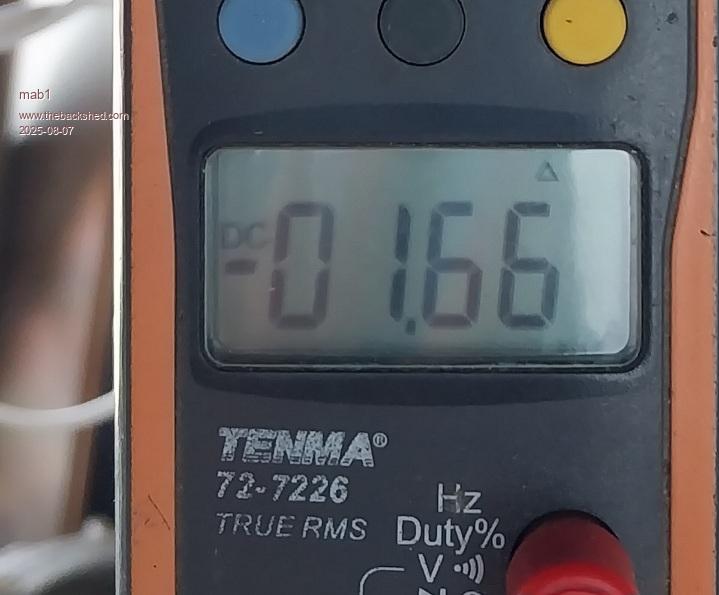 mab1
www.thebackshed.com
2025-08-07
Δ
DC
-01.66
TENMA®
72-7226
TRUE RMS
Hz
Duty%
V